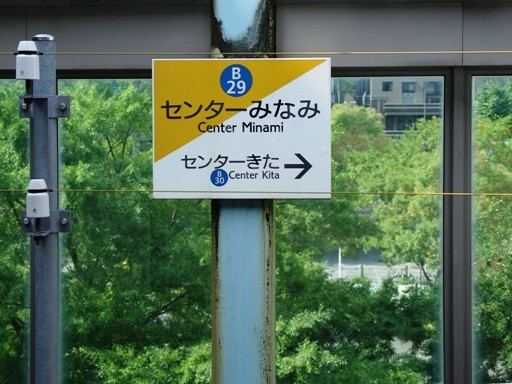 B
29
センターみなみ
Center Minami
センターきた →
B
30 Center Kita